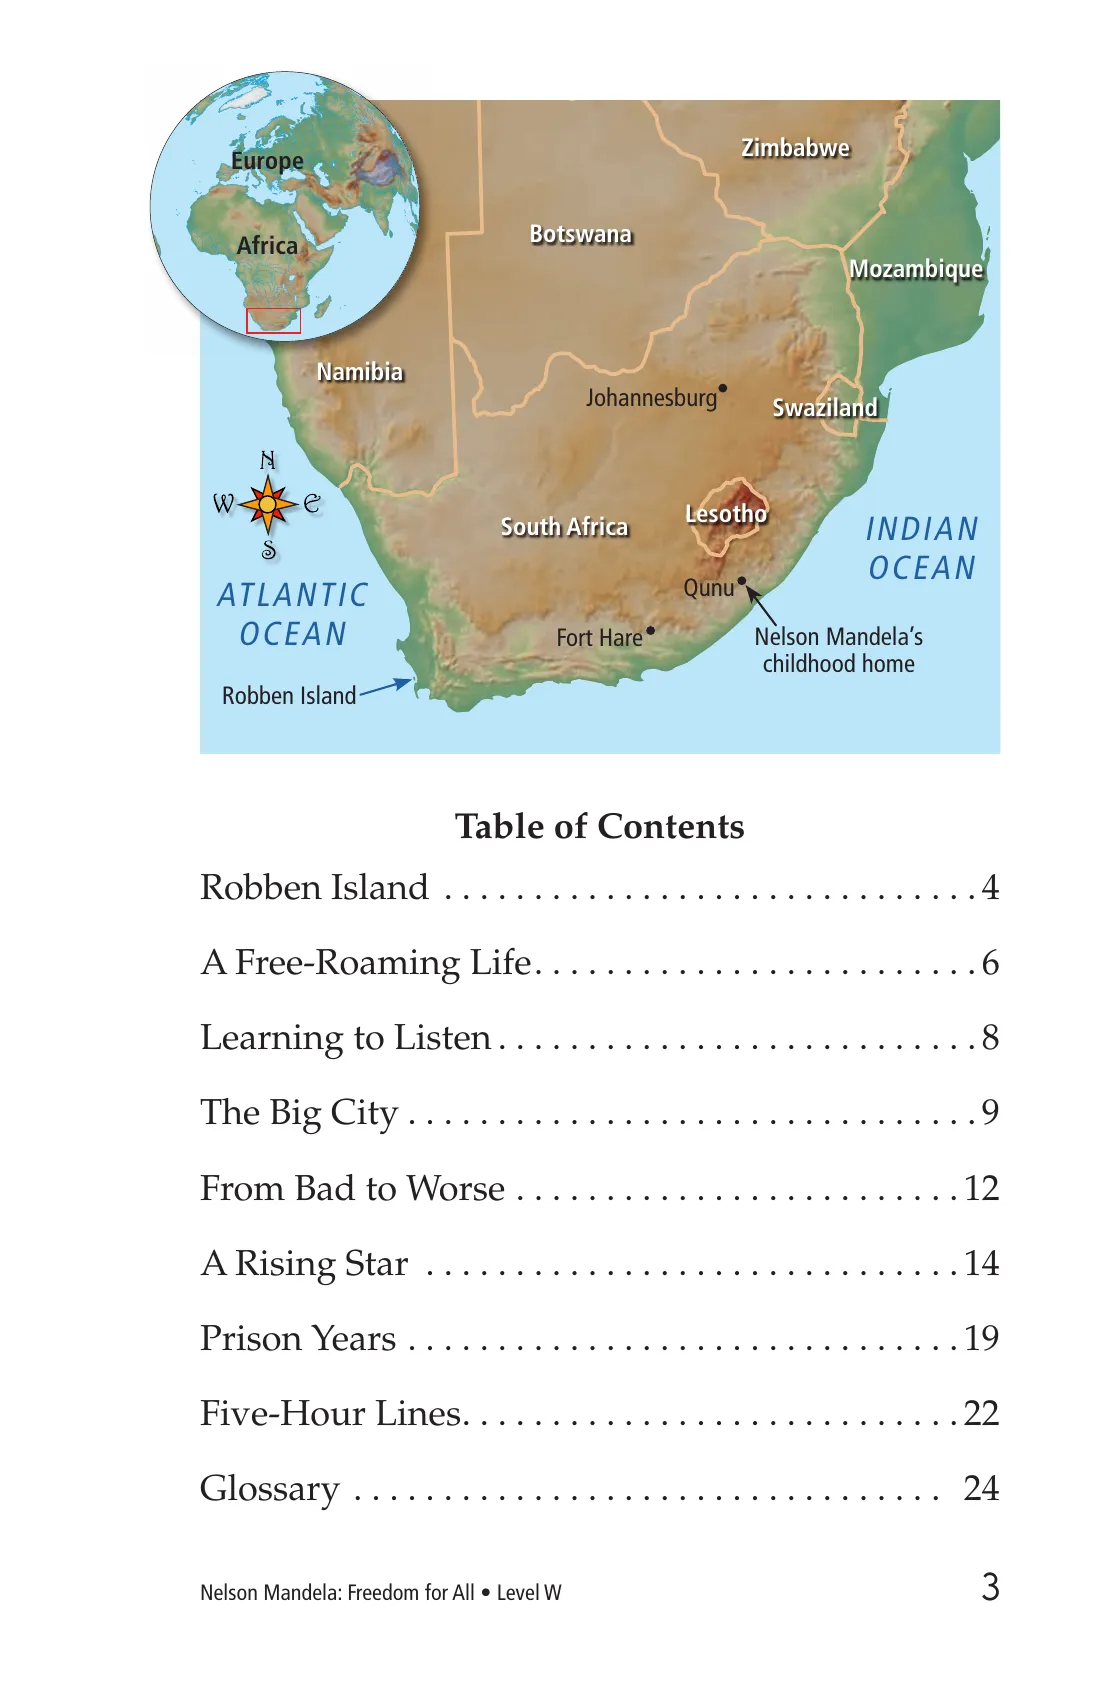 Europe
Africa
Zimbabwe
Botswana
Mozambique
Namibia
Johannesburg
Swaziland
N
W E
S
South Africa
Lesotho
INDIAN
OCEAN
ATLANTIC
OCEAN
Qunu
Fort Hare
Nelson Mandela’s
childhood home
Robben Island
Table of Contents
Robben Island . . . . . . . . . . . . . . . . . . . . . . . . . . . . . . 4
A Free-Roaming Life. . . . . . . . . . . . . . . . . . . . . . . . . 6
Learning to Listen . . . . . . . . . . . . . . . . . . . . . . . . . . . 8
The Big City . . . . . . . . . . . . . . . . . . . . . . . . . . . . . . . . 9
From Bad to Worse . . . . . . . . . . . . . . . . . . . . . . . . . 12
A Rising Star . . . . . . . . . . . . . . . . . . . . . . . . . . . . . . 14
Prison Years . . . . . . . . . . . . . . . . . . . . . . . . . . . . . . . 19
Five-Hour Lines. . . . . . . . . . . . . . . . . . . . . . . . . . . . 22
Glossary . . . . . . . . . . . . . . . . . . . . . . . . . . . . . . . . . 24
Nelson Mandela: Freedom for All • Level W
3